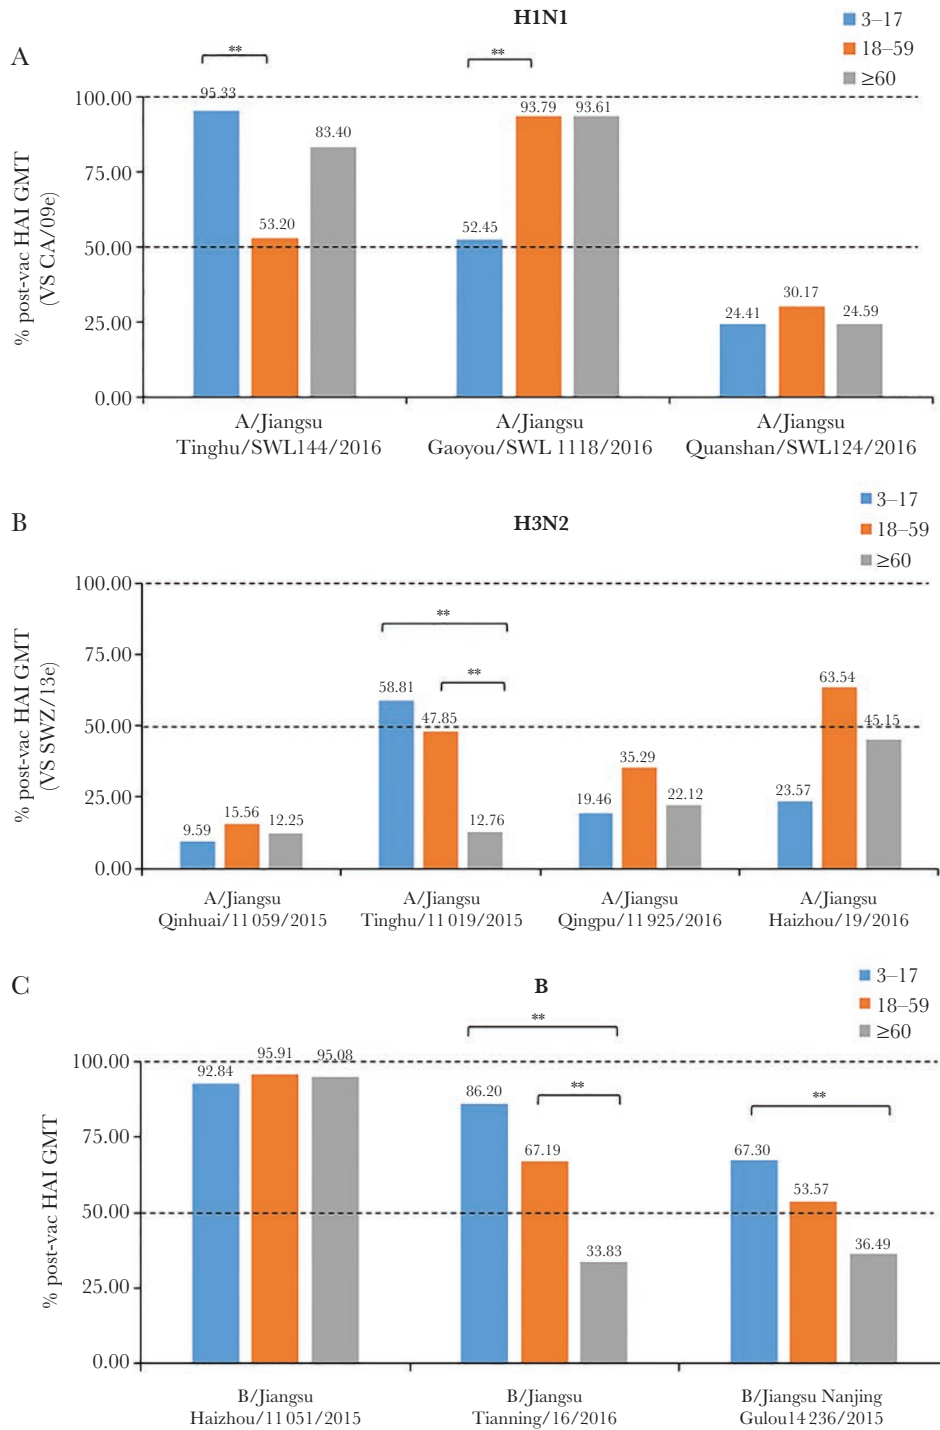 H1N1
3–17
18–59
≥60
A
**
**
95.33
53.20
83.40
52.45
93.79
93.61
24.41
30.17
24.59
100.00
75.00
50.00
25.00
0.00
% post-vac HAI GMT
(VS CA/09e)
A/Jiangsu
Tinghu/SWL144/2016
A/Jiangsu
Gaoyou/SWL 1118/2016
A/Jiangsu
Quanshan/SWL124/2016
B
H3N2
3–17
18–59
≥60
**
**
9.59
15.56
12.25
58.81
47.85
12.76
19.46
35.29
22.12
23.57
63.54
45.15
100.00
75.00
50.00
25.00
0.00
% post-vac HAI GMT
(VS SWZ/13e)
A/Jiangsu
Qinhuai/11 059/2015
A/Jiangsu
Tinghu/11 019/2015
A/Jiangsu
Qingpu/11 925/2016
A/Jiangsu
Haizhou/19/2016
C
B
3–17
18–59
≥60
**
**
**
92.84
95.91
95.08
86.20
67.19
33.83
67.30
53.57
36.49
100.00
75.00
50.00
25.00
0.00
% post-vac HAI GMT
B/Jiangsu
Haizhou/11 051/2015
B/Jiangsu
Tianning/16/2016
B/Jiangsu Nanjing
Gulou14 236/2015